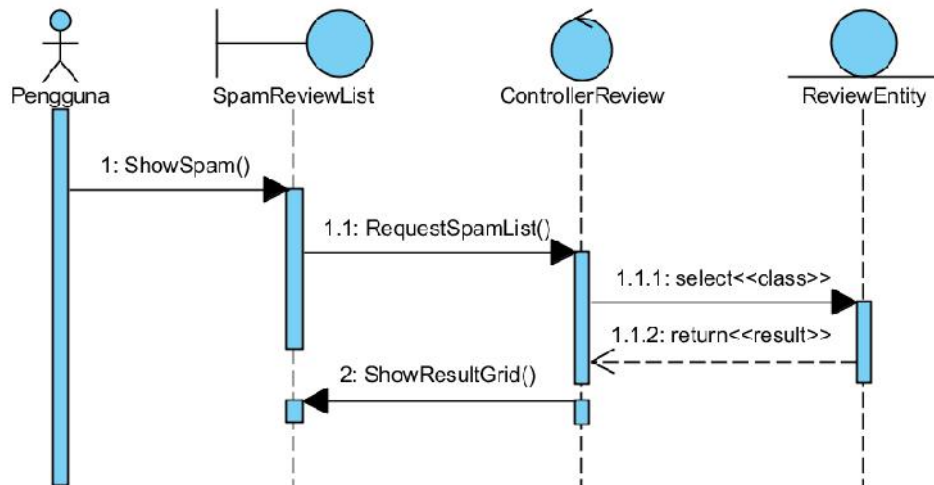 Pengguna
SpamReviewList
ControllerReview
ReviewEntity
1: ShowSpam()
1.1: RequestSpamList()
1.1.1: select<<class>>
1.1.2: return<<result>>
2: ShowResultGrid()